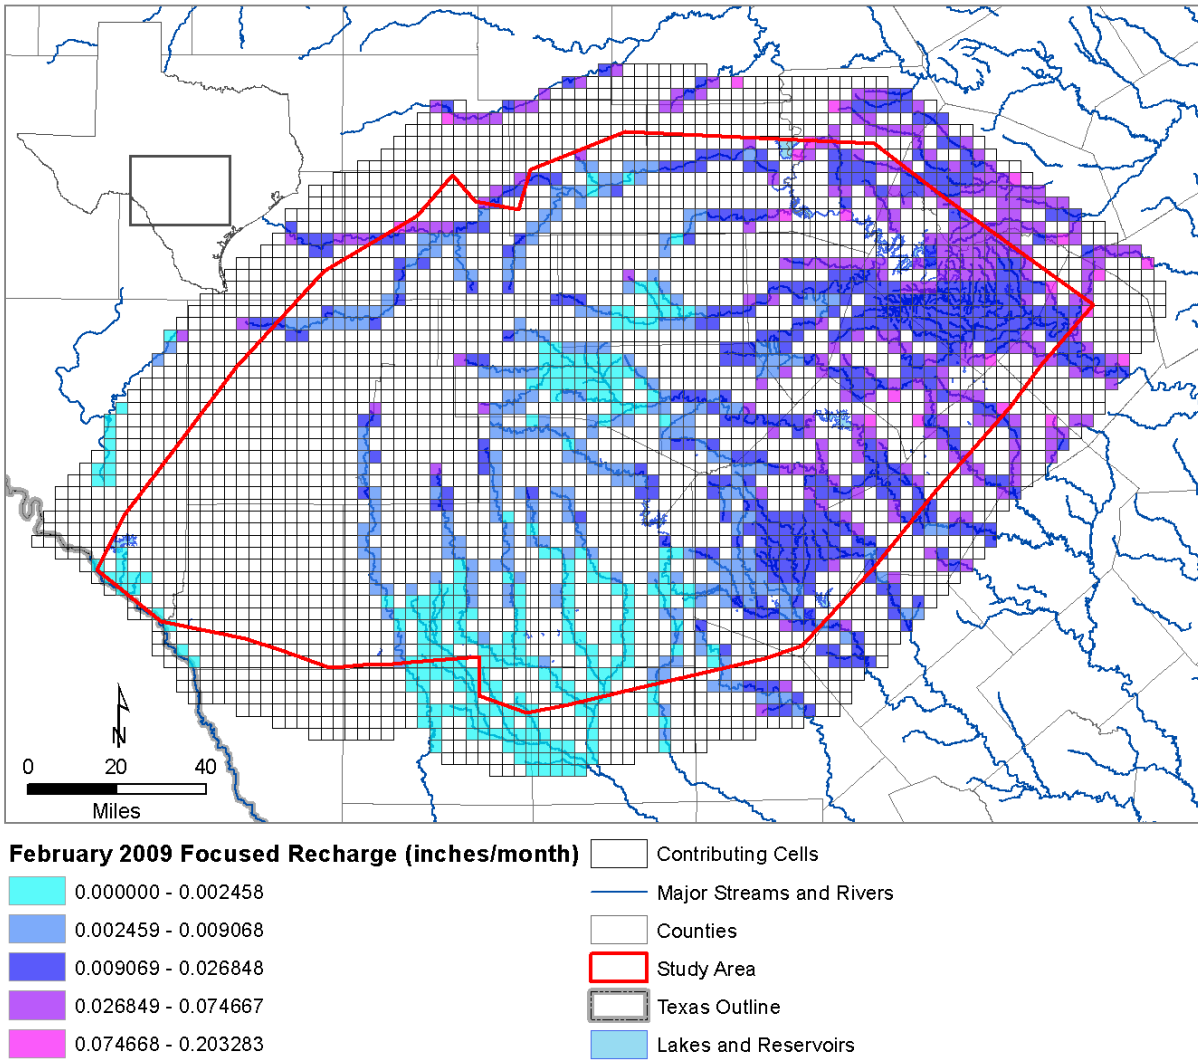 N
0 20 40
Miles
February 2009 Focused Recharge (inches/month)
0.000000 - 0.002458
0.002459 - 0.009068
0.009069 - 0.026848
0.026849 - 0.074667
0.074668 - 0.203283
Contributing Cells
Major Streams and Rivers
Counties
Study Area
Texas Outline
Lakes and Reservoirs